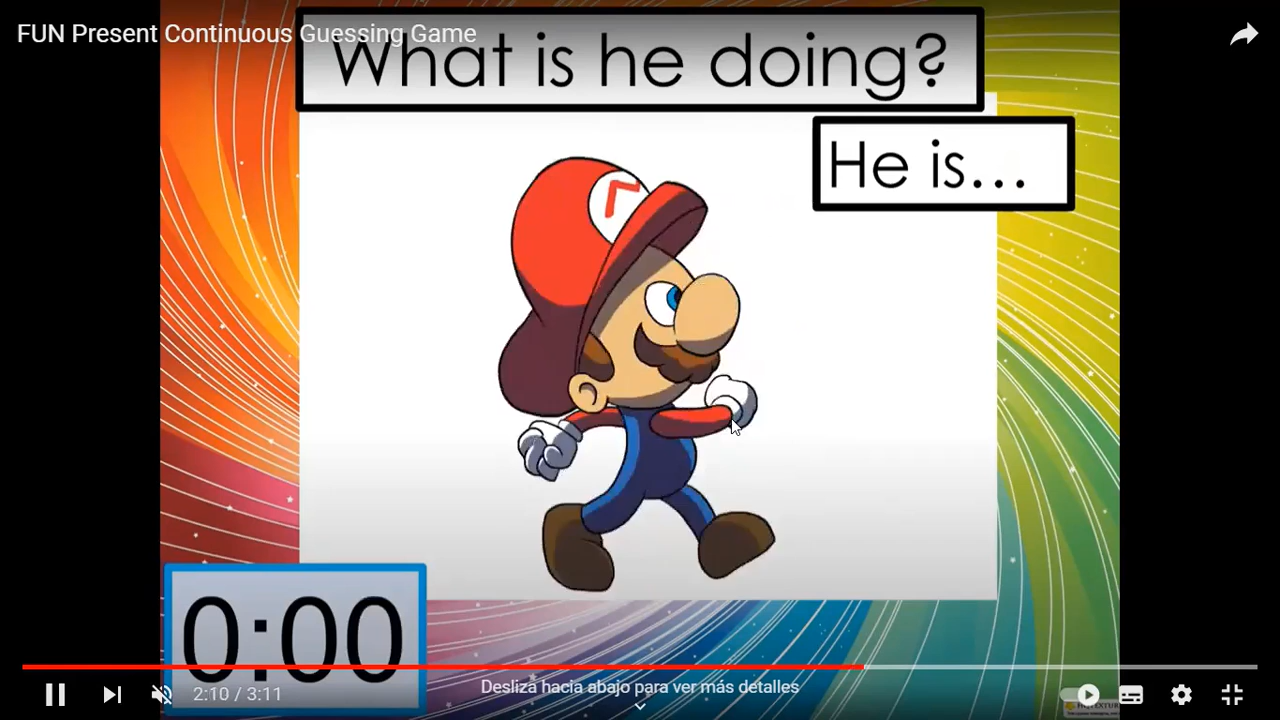 FUN Present Continuous Guessing Game
What is he doing?
He is...
0:00
2:10 / 3:11
Desliza hacia abajo para ver más detalles